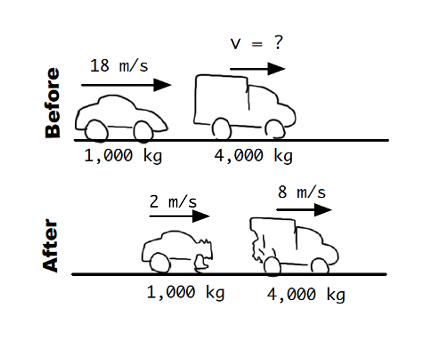 Before
18 m/s
v = ?
1,000 kg
4,000 kg
After
2 m/s
8 m/s
1,000 kg
4,000 kg